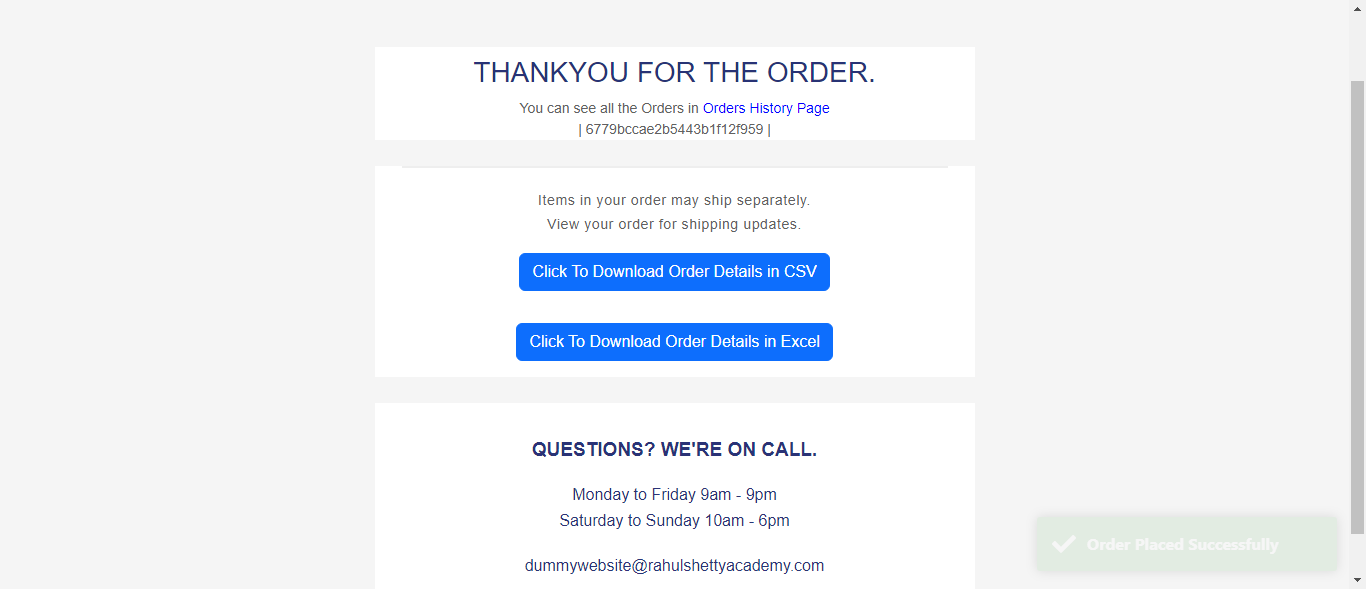 THANKYOU FOR THE ORDER.
You can see all the Orders in Orders History Page
| 6779bccae2b5443b1f12f959 |
Items in your order may ship separately.
View your order for shipping updates.
Click To Download Order Details in CSV
Click To Download Order Details in Excel
QUESTIONS? WE'RE ON CALL.
Monday to Friday 9am - 9pm
Saturday to Sunday 10am - 6pm
dummywebsite@rahulshettyacademy.com
Order Placed Successfully